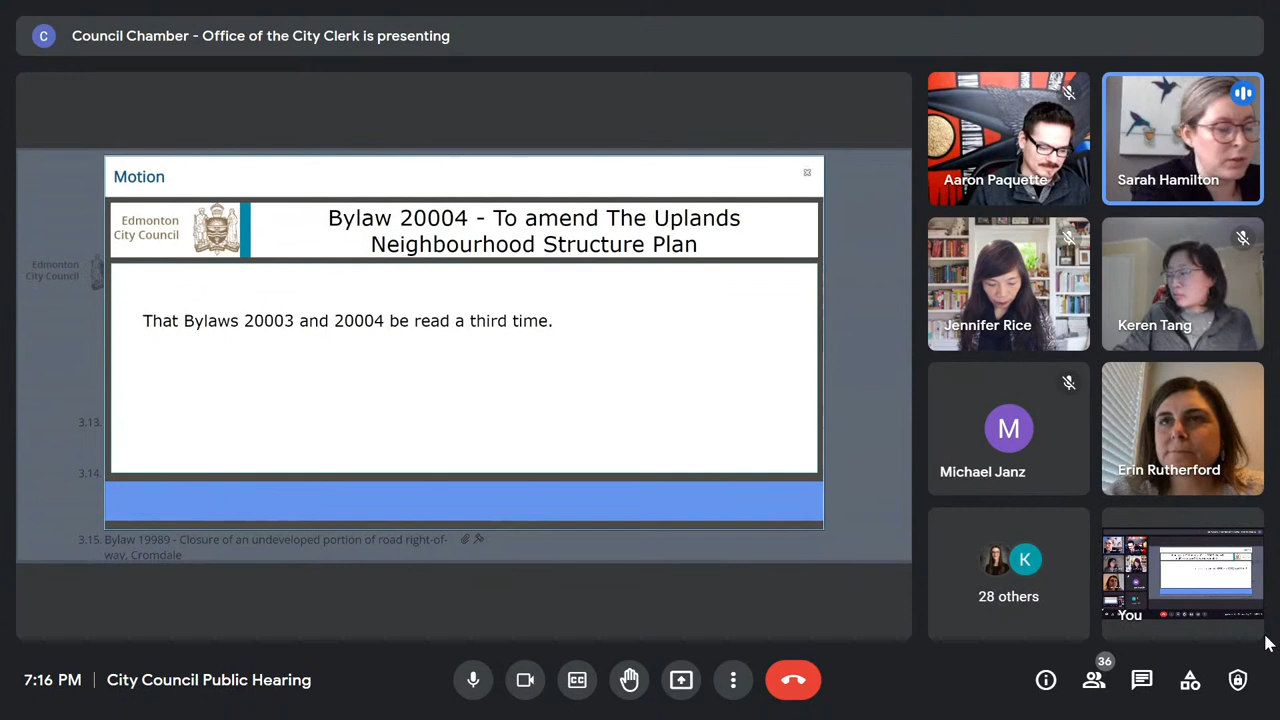 C
Council Chamber - Office of the City Clerk is presenting
Motion
Edmonton
City Council
Bylaw 20004 - To amend The Uplands
Neighbourhood Structure Plan
Edmonton
City Council
That Bylaws 20003 and 20004 be read a third time.
3.13.
3.14.
3.15. Bylaw 19989 - Closure of an undeveloped portion of road right-of-
way, Cromdale
Aaron Paquette
Sarah Hamilton
Jennifer Rice
Keren Tang
M
Michael Janz
Erin Rutherford
K
28 others
You
7:16 PM | City Council Public Hearing
CC
36